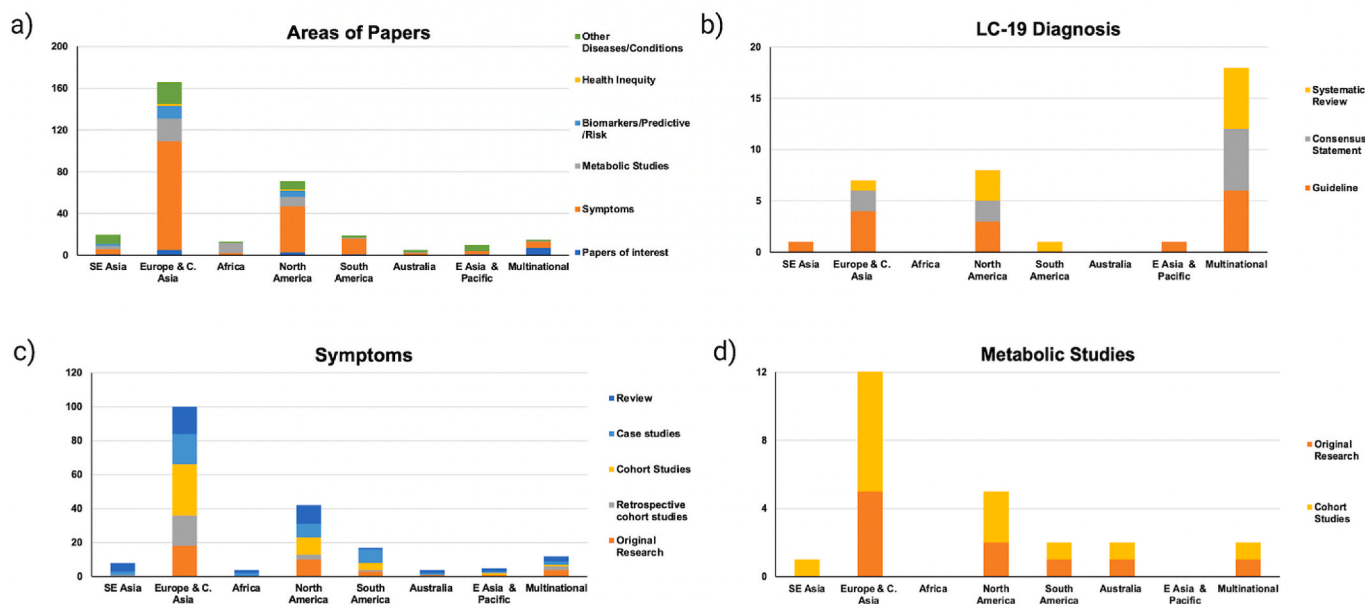 a)
Areas of Papers
200
160
120
80
40
0
SE Asia
Europe & C.
Asia
Africa
North
America
South
America
Australia
E Asia & 
Pacific
Multinational
Other
Diseases/Conditions
Health Inequity
Biomarkers/Predictive
/Risk
Metabolic Studies
Symptoms
Papers of interest
b)
LC-19 Diagnosis
20
15
10
5
0
SE Asia
Europe & C.
Asia
Africa
North
America
South
America
Australia
E Asia & 
Pacific
Multinational
Systematic
Review
Consensus
Statement
Guideline
c)
Symptoms
120
100
80
60
40
20
0
SE Asia
Europe & C.
Asia
Africa
North
America
South
America
Australia
E Asia &
Pacific
Multinational
Review
Case studies
Cohort Studies
Retrospective
cohort studies
Original
Research
d)
Metabolic Studies
12
8
4
0
SE Asia
Europe & C.
Asia
Africa
North
America
South
America
Australia
E Asia &
Pacific
Multinational
Original
Research
Cohort
Studies